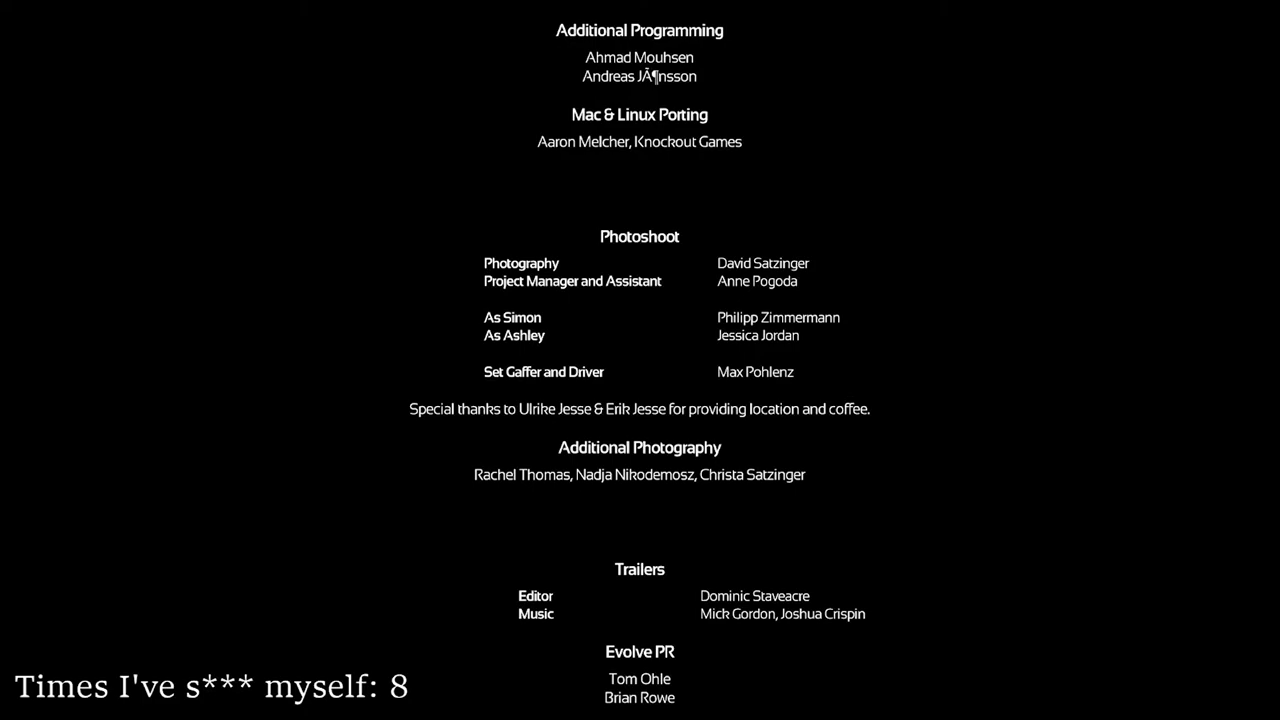 Additional Programming
Ahmad Mouhsen
Andreas JÃ¶nsson
Mac & Linux Porting
Aaron Melcher, Knockout Games
Photoshoot
Photography David Satzinger
Project Manager and Assistant Anne Pogoda
As Simon Philipp Zimmermann
As Ashley Jessica Jordan
Set Gaffer and Driver Max Pohlenz
Special thanks to Ulrike Jesse & Erik Jesse for providing location and coffee.
Additional Photography
Rachel Thomas, Nadja Nikodemosz, Christa Satzinger
Trailers
Editor Dominic Staveacre
Music Mick Gordon, Joshua Crispin
Evolve PR
Tom Ohle
Brian Rowe
Times I've s*** myself: 8